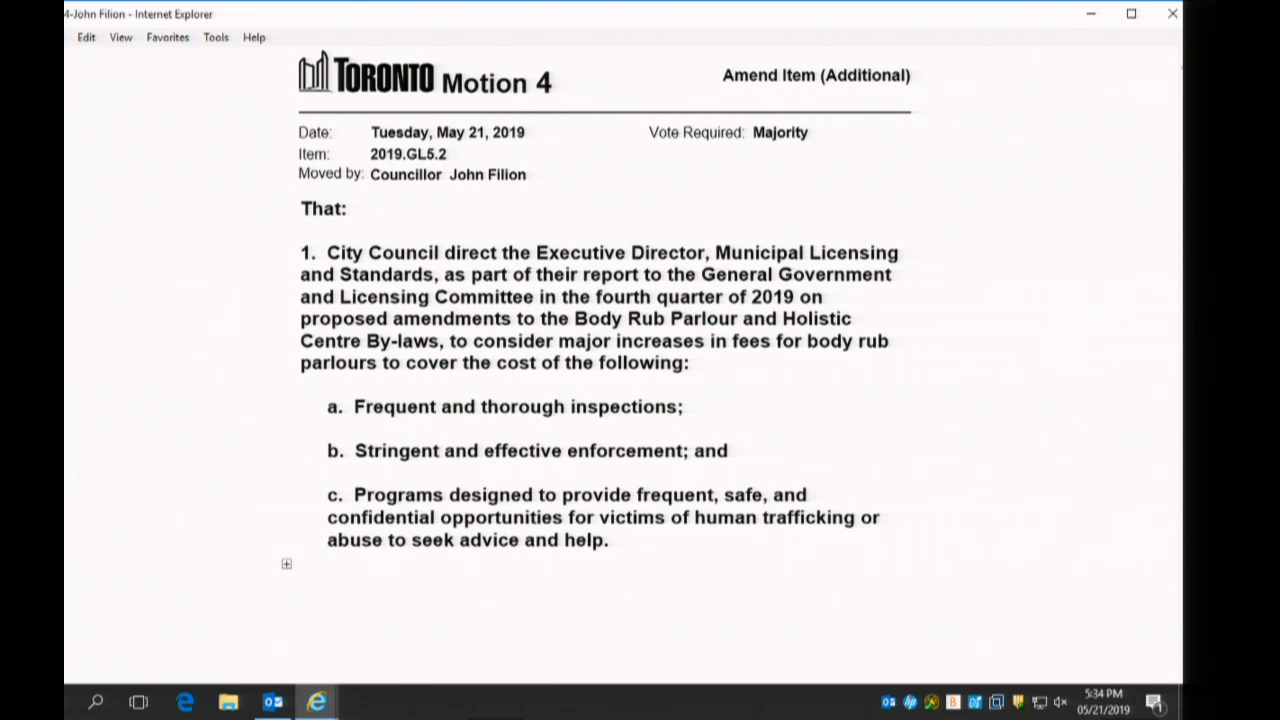 4-John Filion - Internet Explorer
Edit View Favorites Tools Help
TORONTO Motion 4
Amend Item (Additional)
Date: Tuesday, May 21, 2019
Vote Required: Majority
Item: 2019.GL5.2
Moved by: Councillor John Filion
That:
1. City Council direct the Executive Director, Municipal Licensing
and Standards, as part of their report to the General Government
and Licensing Committee in the fourth quarter of 2019 on
proposed amendments to the Body Rub Parlour and Holistic
Centre By-laws, to consider major increases in fees for body rub
parlours to cover the cost of the following:
a. Frequent and thorough inspections;
b. Stringent and effective enforcement; and
c. Programs designed to provide frequent, safe, and
confidential opportunities for victims of human trafficking or
abuse to seek advice and help.
5:34 PM
05/21/2019